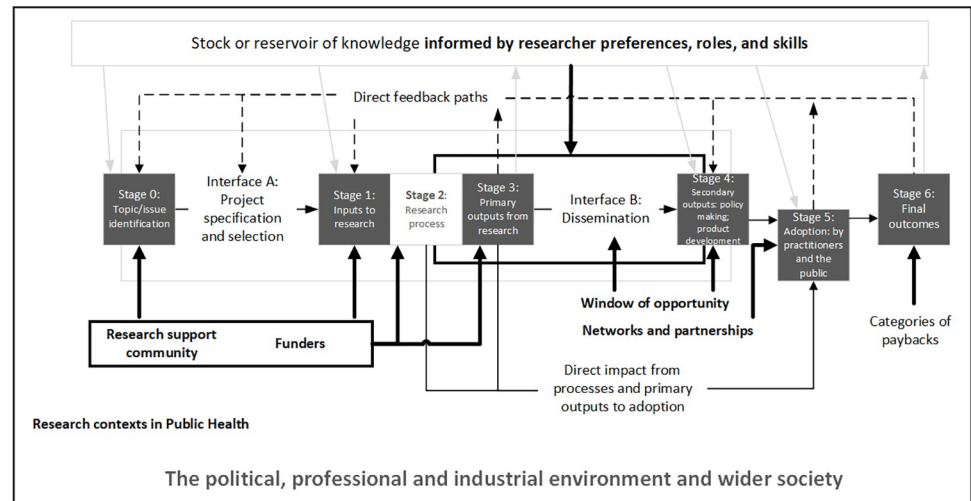 Stock or reservoir of knowledge informed by researcher preferences, roles, and skills
Direct feedback paths
Stage 0:
Topic/issue
identification
Interface A:
Project
specification
and selection
Stage 1:
Inputs to
research
Stage 2:
Research
process
Stage 3:
Primary
outputs from
research
Interface B:
Dissemination
Stage 4:
Secondary
outputs: policy
making;
product
development
Stage 5:
Adoption: by
practitioners
and the
public
Stage 6:
Final
outcomes
Window of opportunity
Networks and partnerships
Research support
community
Funders
Categories of
paybacks
Direct impact from
processes and primary
outputs to adoption
Research contexts in Public Health
The political, professional and industrial environment and wider society